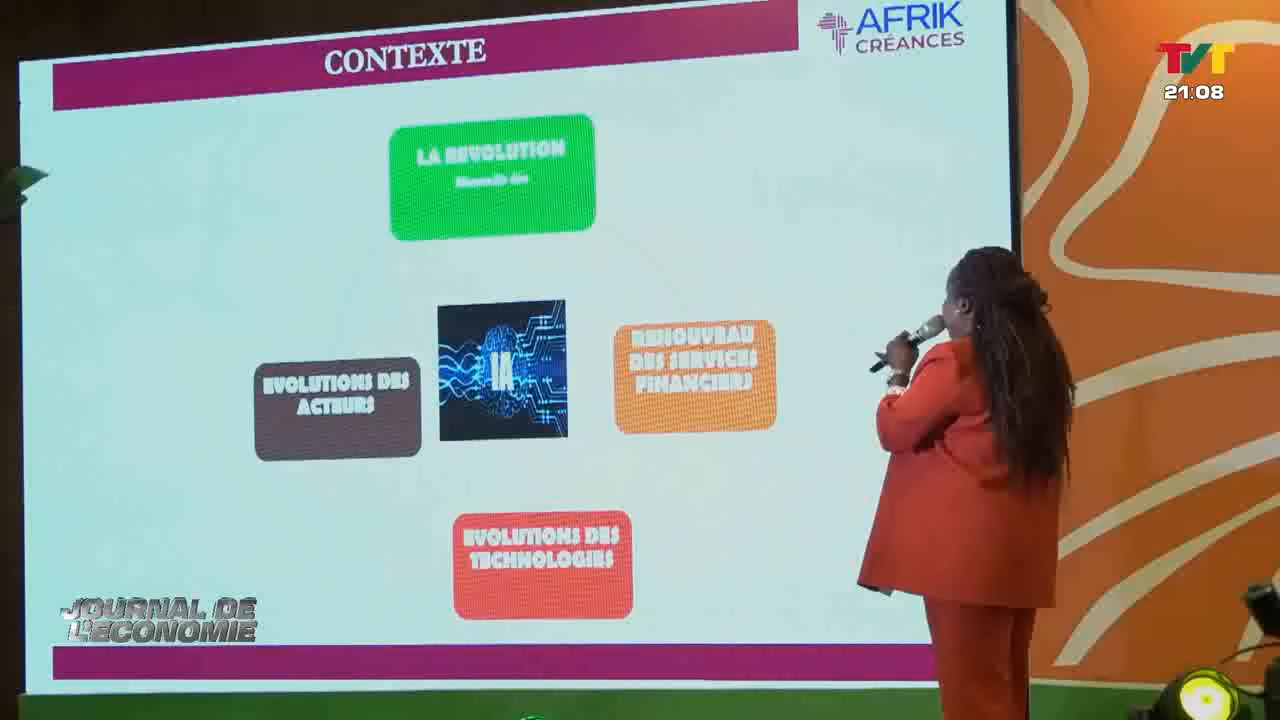 CONTEXTE
AFRIK
CRÉANCES
TVT
21:08
LA REVOLUTION
IA
RENOUVEAU
DES SERVICES
FINANCIERS
EVOLUTIONS DES
ACTEURS
EVOLUTIONS DES
TECHNOLOGIES
JOURNAL DE
L'ECONOMIE